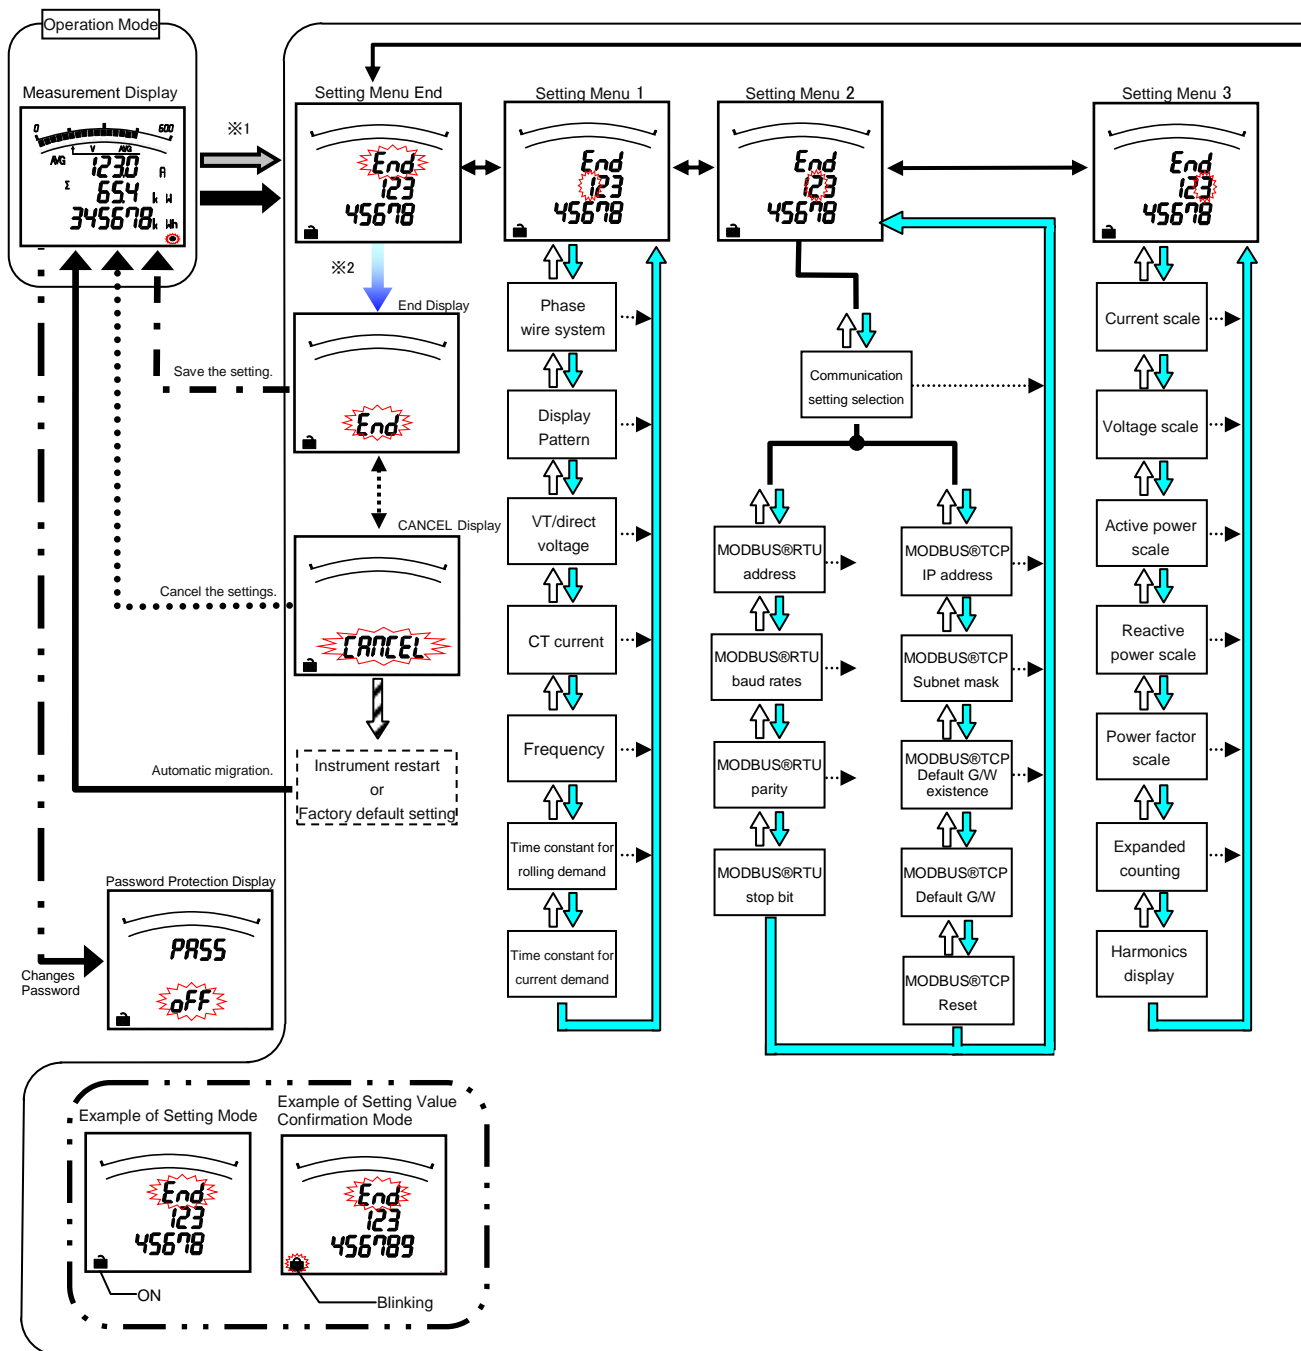 Operation Mode
Measurement Display
0 600
V AVG
AVG 123.0 A
Σ 65.4 k W
345678 k Wh
※1
Setting Menu End
End
123
45678
Setting Menu 1
End
123
45678
Setting Menu 2
End
123
45678
Setting Menu 3
End
123
45678
※2
End Display
End
Save the setting.
CANCEL Display
CANCEL
Cancel the settings.
Instrument restart
or
Factory default setting
Automatic migration.
Password Protection Display
PASS
oFF
Changes
Password
Phase
wire system
Display
Pattern
VT/direct
voltage
CT current
Frequency
Time constant for
rolling demand
Time constant for
current demand
Communication
setting selection
MODBUS®RTU
address
MODBUS®RTU
baud rates
MODBUS®RTU
parity
MODBUS®RTU
stop bit
MODBUS®TCP
IP address
MODBUS®TCP
Subnet mask
MODBUS®TCP
Default G/W
existence
MODBUS®TCP
Default G/W
MODBUS®TCP
Reset
Current scale
Voltage scale
Active power
scale
Reactive
power scale
Power factor
scale
Expanded
counting
Harmonics
display
Example of Setting Mode
End
123
45678
ON
Example of Setting Value
Confirmation Mode
End
123
456789
Blinking